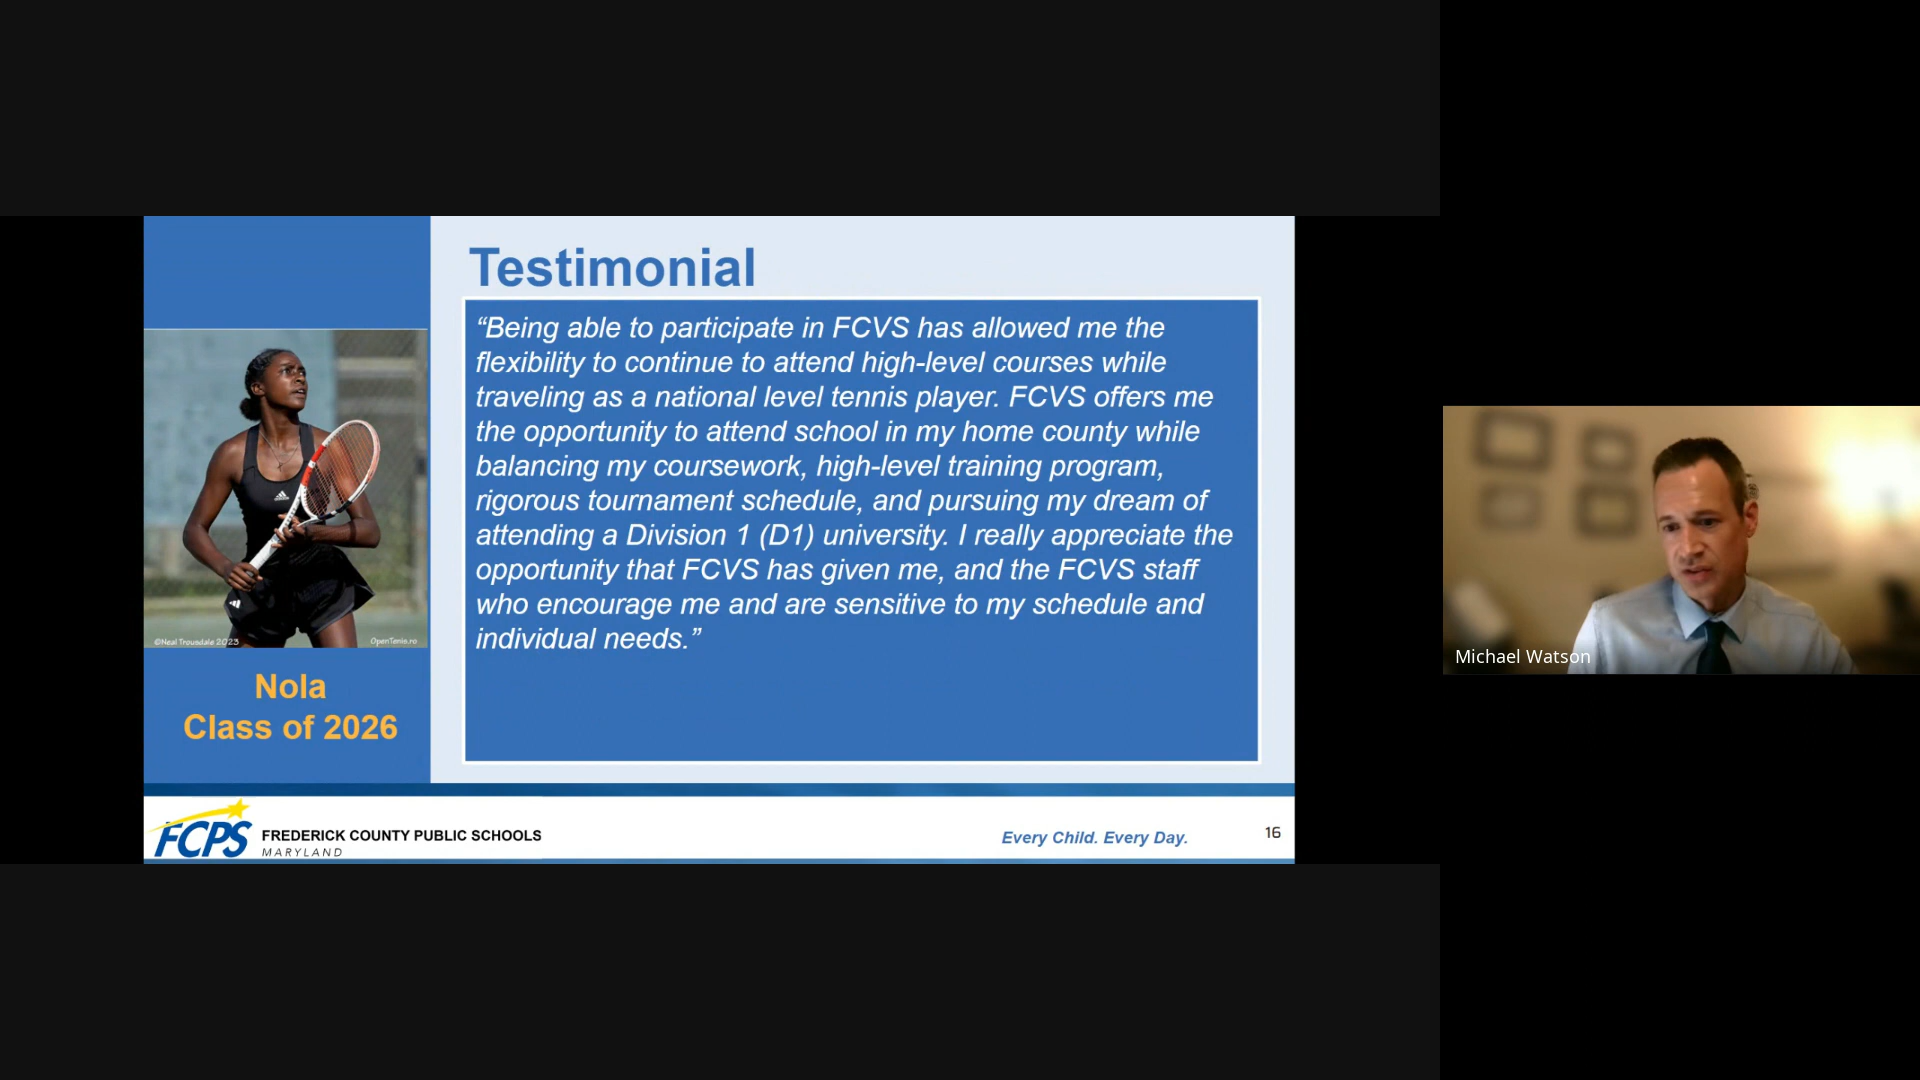 Testimonial
“Being able to participate in FCVS has allowed me the
flexibility to continue to attend high-level courses while
traveling as a national level tennis player. FCVS offers me
the opportunity to attend school in my home county while
balancing my coursework, high-level training program,
rigorous tournament schedule, and pursuing my dream of
attending a Division 1 (D1) university. I really appreciate the
opportunity that FCVS has given me, and the FCVS staff
who encourage me and are sensitive to my schedule and
individual needs.”
©Neal Trousdale 2023
OpenTenis.ro
Nola
Class of 2026
FCPS
FREDERICK COUNTY PUBLIC SCHOOLS
MARYLAND
Every Child. Every Day.
16
Michael Watson